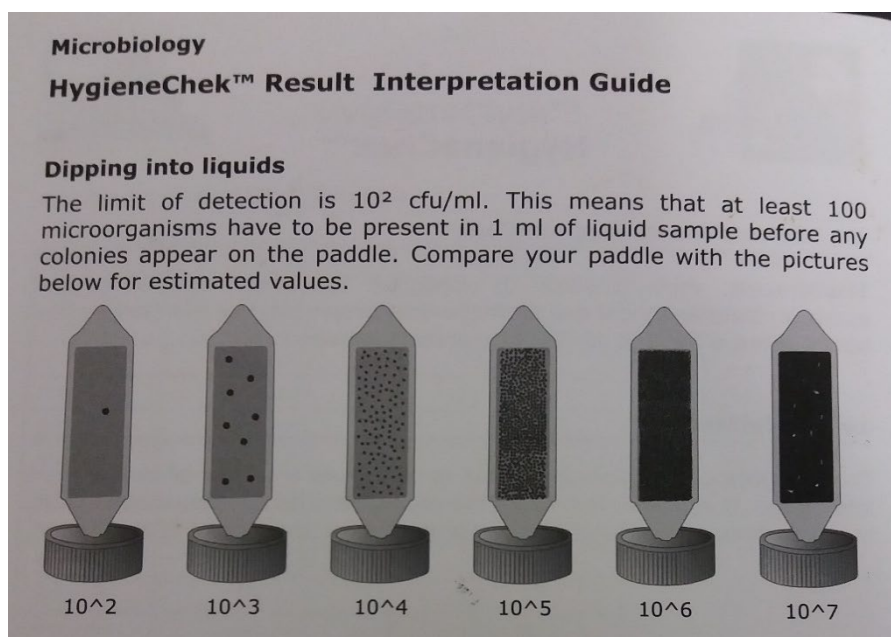 Microbiology
HygieneChek™ Result Interpretation Guide
Dipping into liquids
The limit of detection is 10² cfu/ml. This means that at least 100
microorganisms have to be present in 1 ml of liquid sample before any
colonies appear on the paddle. Compare your paddle with the pictures
below for estimated values.
10^2 10^3 10^4 10^5 10^6 10^7